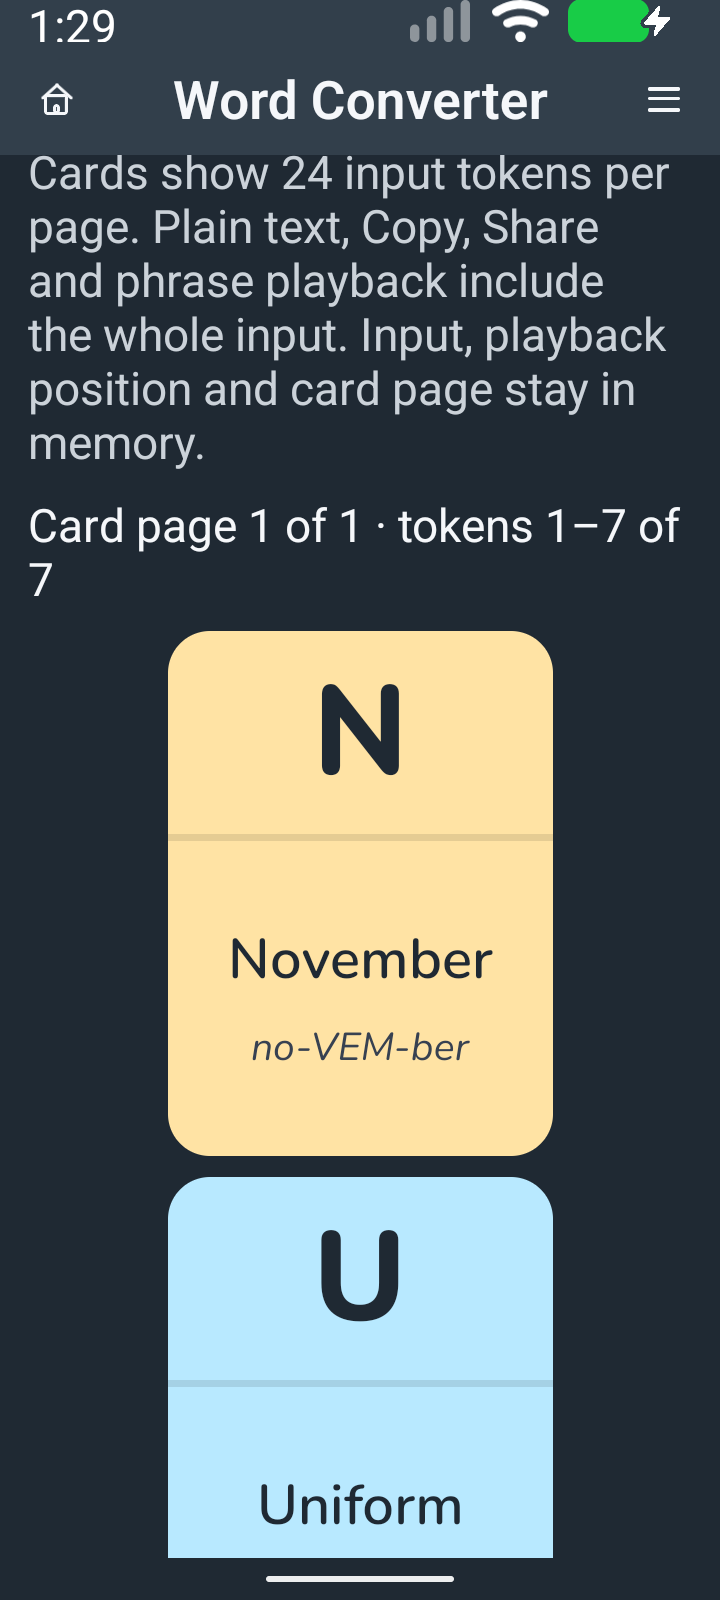 1:29
Word Converter
Cards show 24 input tokens per
page. Plain text, Copy, Share
and phrase playback include
the whole input. Input, playback
position and card page stay in
memory.
Card page 1 of 1 · tokens 1–7 of
7
N
November
no-VEM-ber
U
Uniform